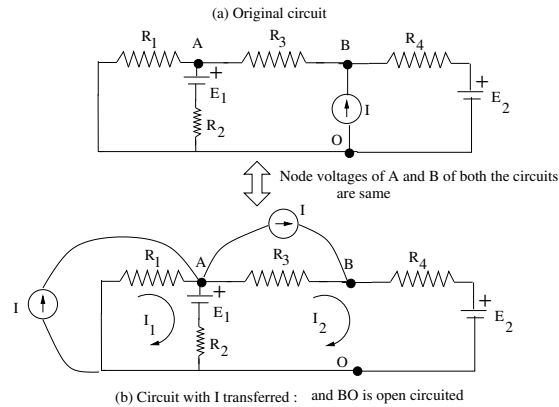 (a) Original circuit
R1 A R3 B R4
+
E1 I +
E2
R2
O
Node voltages of A and B of both the circuits
are same
I
A R3 B R4
R1
+
I E1 +
I1 I2 E2
R2
O
(b) Circuit with I transferred : and BO is open circuited